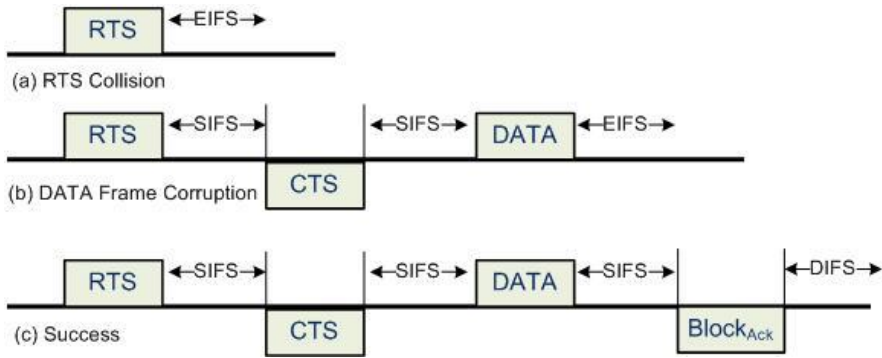 RTS EIFS
(a) RTS Collision
RTS SIFS SIFS DATA EIFS
CTS
(b) DATA Frame Corruption
RTS SIFS SIFS DATA SIFS DIFS
CTS BlockAck
(c) Success